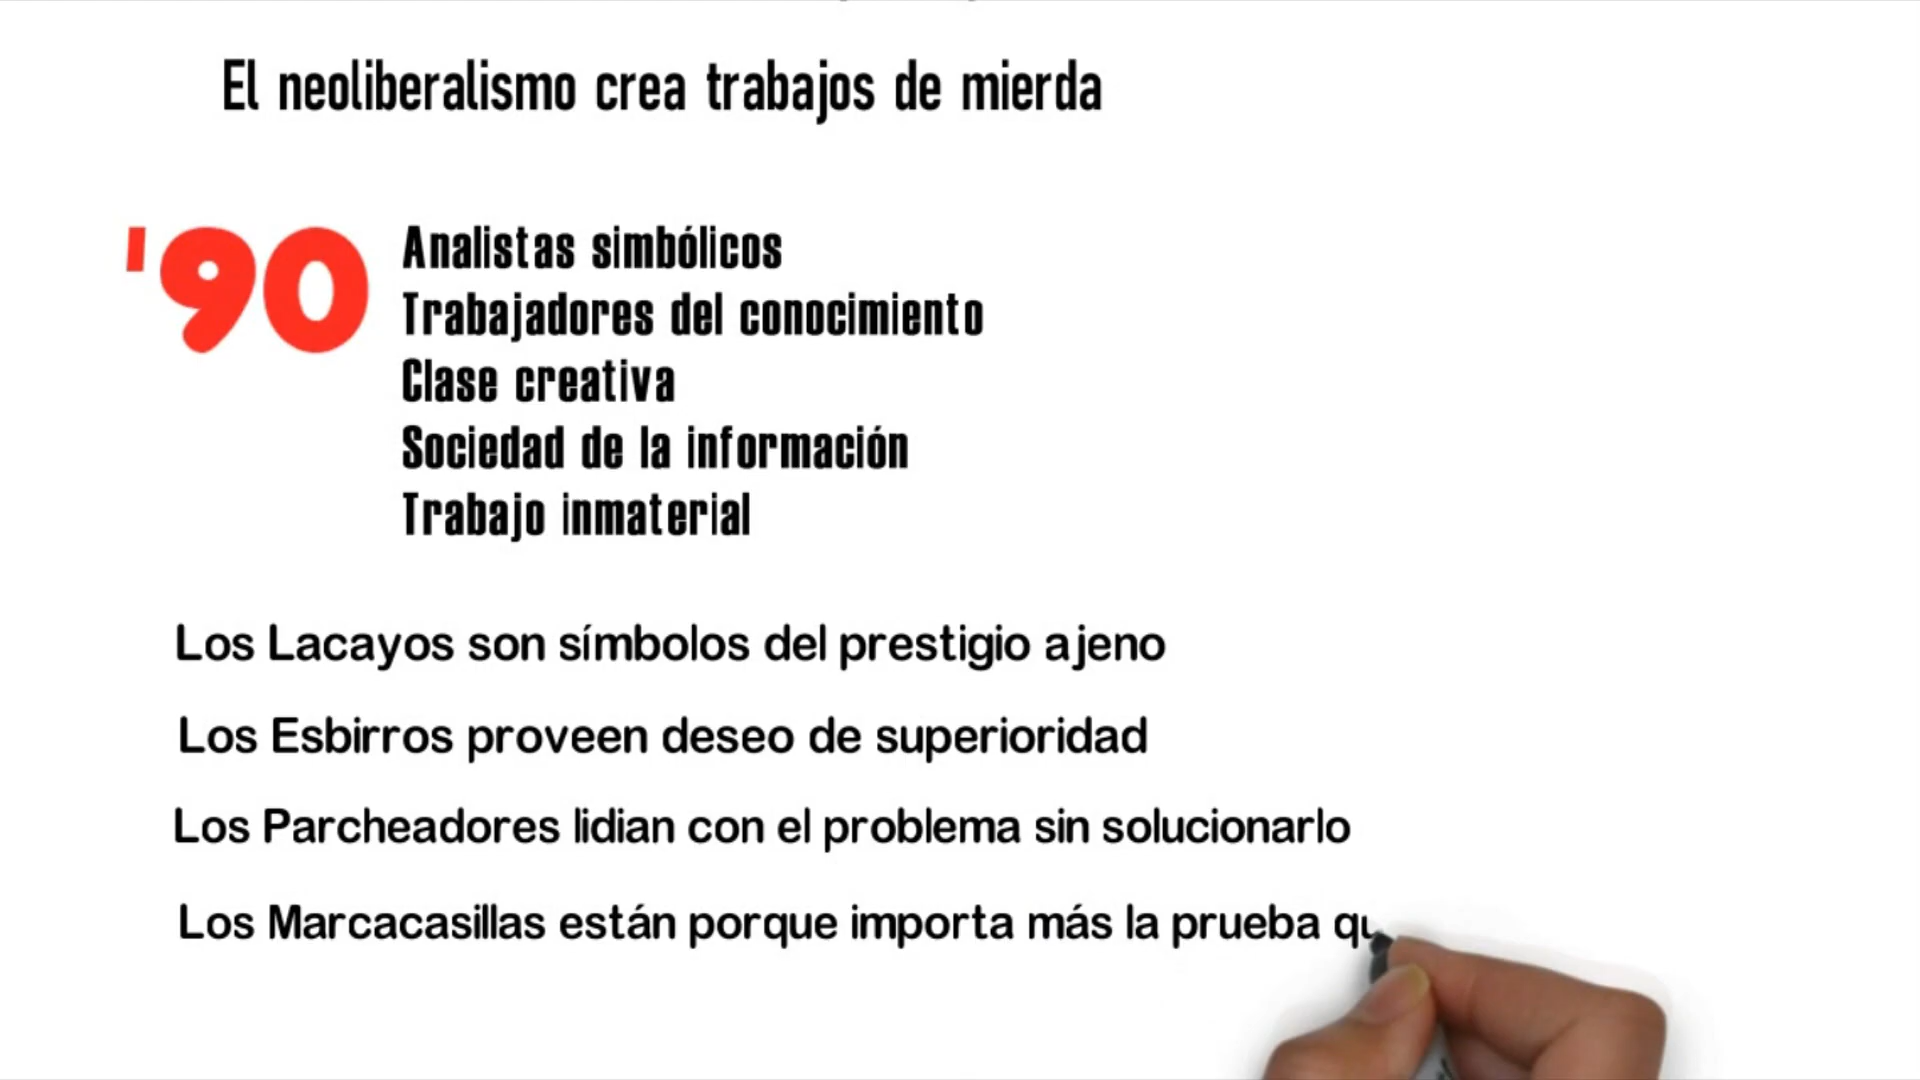 El neoliberalismo crea trabajos de mierda
'90
Analistas simbólicos
Trabajadores del conocimiento
Clase creativa
Sociedad de la información
Trabajo inmaterial
Los Lacayos son símbolos del prestigio ajeno
Los Esbirros proveen deseo de superioridad
Los Parcheadores lidian con el problema sin solucionarlo
Los Marcacasillas están porque importa más la prueba